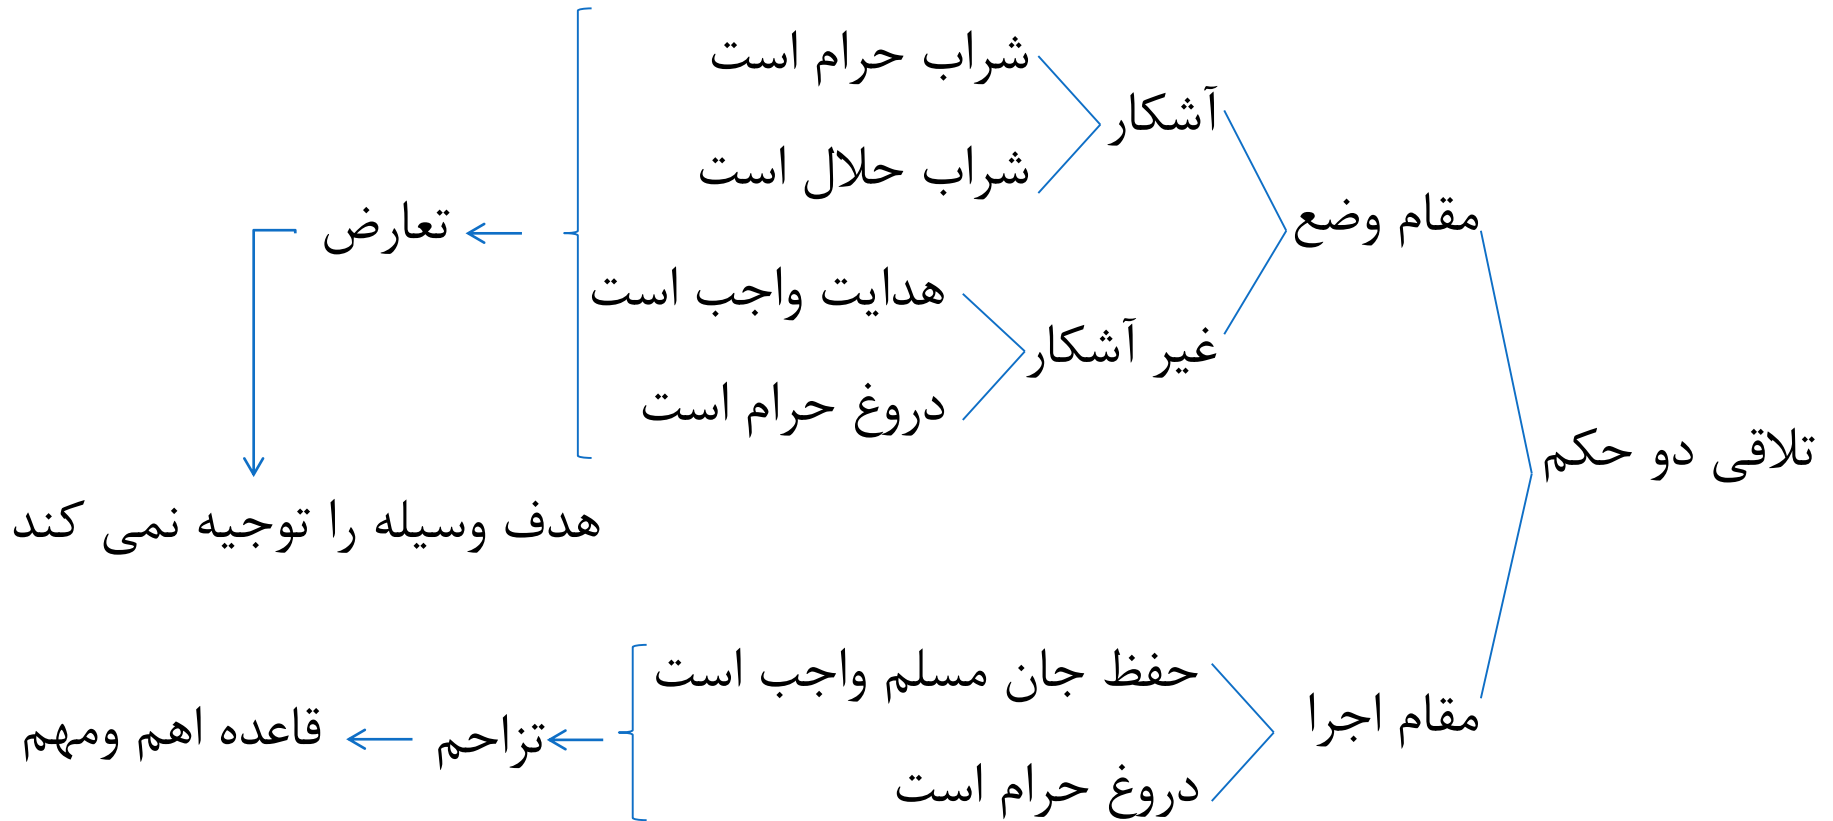 تلاقی دو حکم
مقام وضع
آشکار
شراب حرام است
شراب حلال است
غیر آشکار
هدایت واجب است
دروغ حرام است
تعارض
هدف وسیله را توجیه نمی کند
مقام اجرا
حفظ جان مسلم واجب است
دروغ حرام است
تزاحم
قاعده اهم ومهم